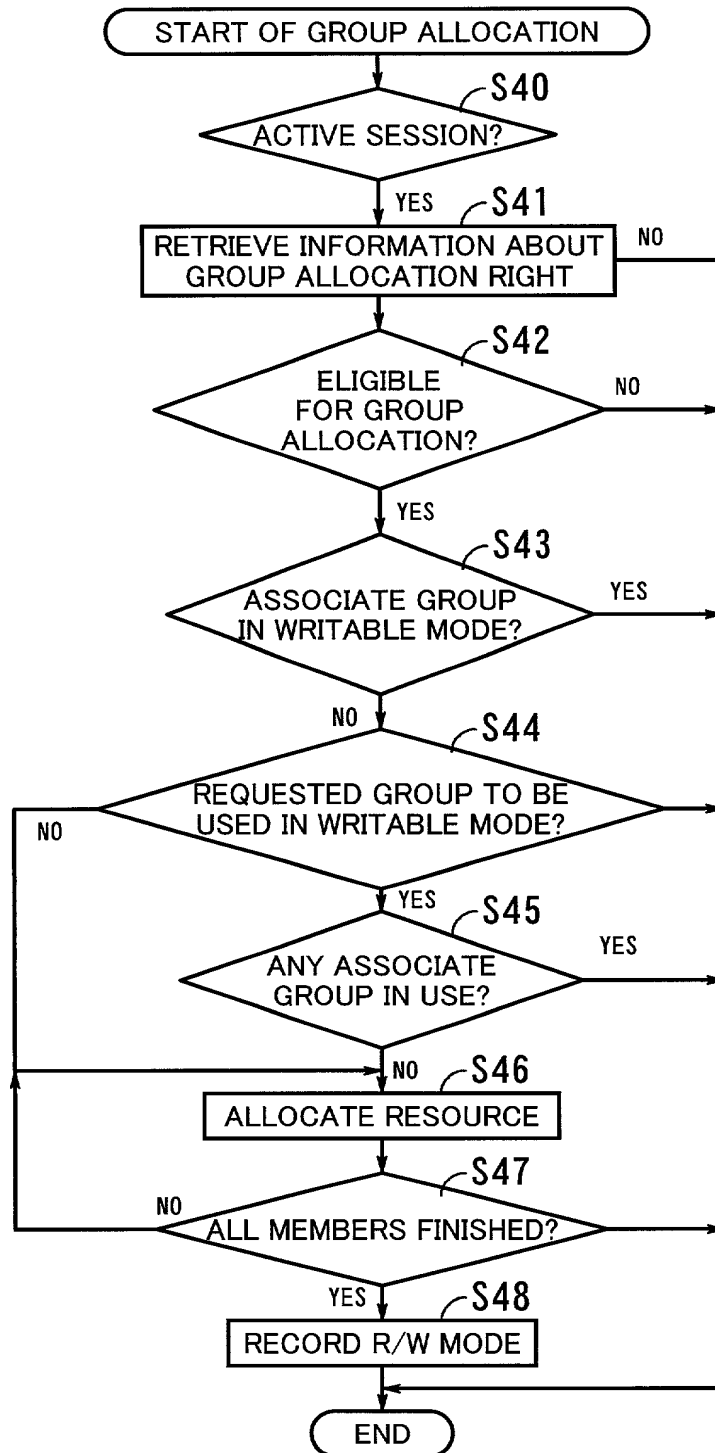 START OF GROUP ALLOCATION
S40
ACTIVE SESSION?
YES
S41
RETRIEVE INFORMATION ABOUT
GROUP ALLOCATION RIGHT
NO
S42
ELIGIBLE
FOR GROUP
ALLOCATION?
NO
YES
S43
ASSOCIATE GROUP
IN WRITABLE MODE?
YES
NO
S44
REQUESTED GROUP TO BE
USED IN WRITABLE MODE?
NO
YES
S45
ANY ASSOCIATE
GROUP IN USE?
YES
NO
S46
ALLOCATE RESOURCE
S47
NO
ALL MEMBERS FINISHED?
YES
S48
RECORD R/W MODE
END